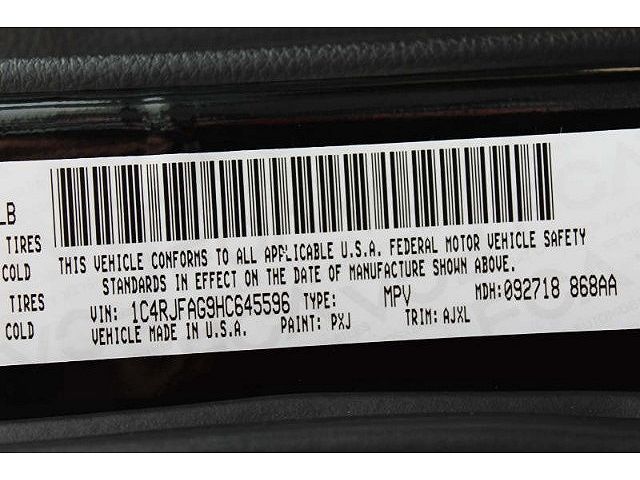 LB
TIRES
COLD
TIRES
COLD
THIS VEHICLE CONFORMS TO ALL APPLICABLE U.S.A. FEDERAL MOTOR VEHICLE SAFETY
STANDARDS IN EFFECT ON THE DATE OF MANUFACTURE SHOWN ABOVE.
VIN: 1C4RJFAG9HC645596 TYPE: MPV MDH:092718 868AA
VEHICLE MADE IN U.S.A. PAINT: PXJ TRIM: AJXL